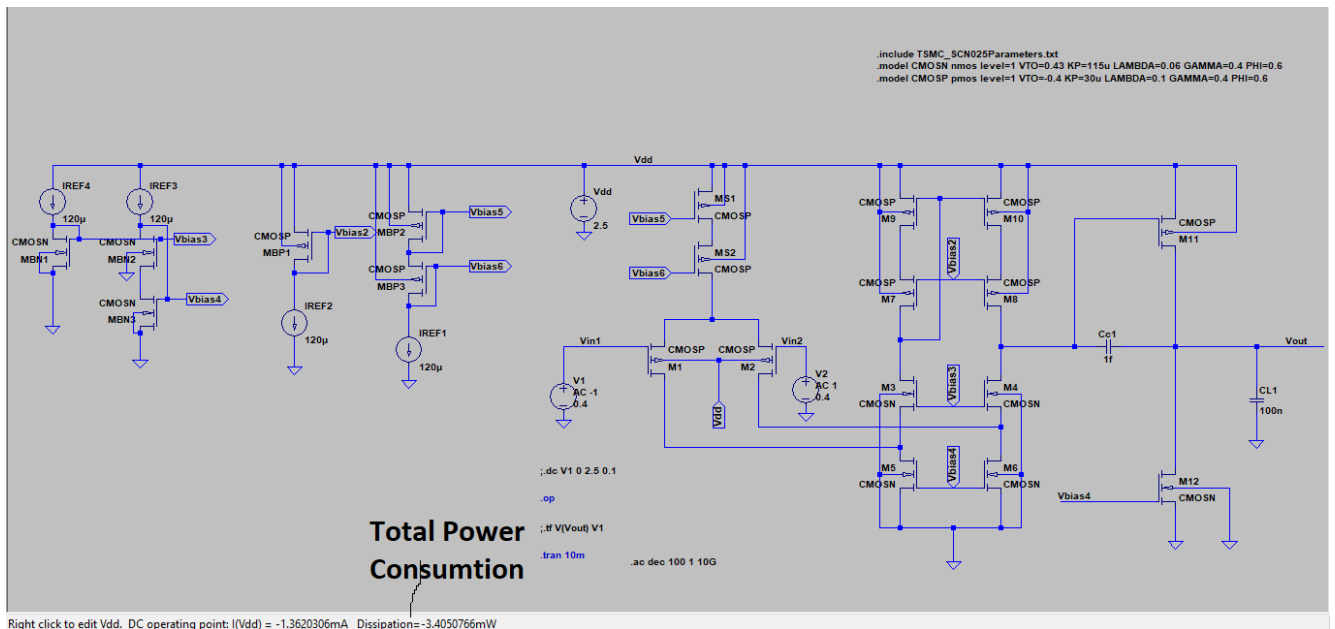 .include TSMC_SCN025Parameters.txt
.model CMOSN nmos level=1 VTO=0.43 KP=115u LAMBDA=0.06 GAMMA=0.4 PHI=0.6
.model CMOSP pmos level=1 VTO=-0.4 KP=30u LAMBDA=0.1 GAMMA=0.4 PHI=0.6
Vdd
IREF4
120µ
IREF3
120µ
CMOSN
MBN1
CMOSN
MBN2
Vbias3
CMOSN
MBN3
Vbias4
CMOSP
MBP1
Vbias2
IREF2
120µ
CMOSP
MBP2
Vbias5
CMOSP
MBP3
Vbias6
IREF1
120µ
Vdd
2.5
Vbias5
MS1
CMOSP
Vbias6
MS2
CMOSP
Vin1
CMOSP
M1
CMOSP
M2
Vin2
V1
AC -1
0.4
Vdd
V2
AC 1
0.4
CMOSP
M9
CMOSP
M10
Vbias2
CMOSP
M7
CMOSP
M8
CMOSP
M11
Cc1
1f
Vout
M3
CMOSN
Vbias3
M4
CMOSN
CL1
100n
M5
CMOSN
Vbias4
M6
CMOSN
Vbias4
M12
CMOSN
;.dc V1 0 2.5 0.1
.op
;.tf V(Vout) V1
.tran 10m
.ac dec 100 1 10G
Total Power
Consumtion
Right click to edit Vdd. DC operating point: I(Vdd) = -1.3620306mA Dissipation=-3.4050766mW